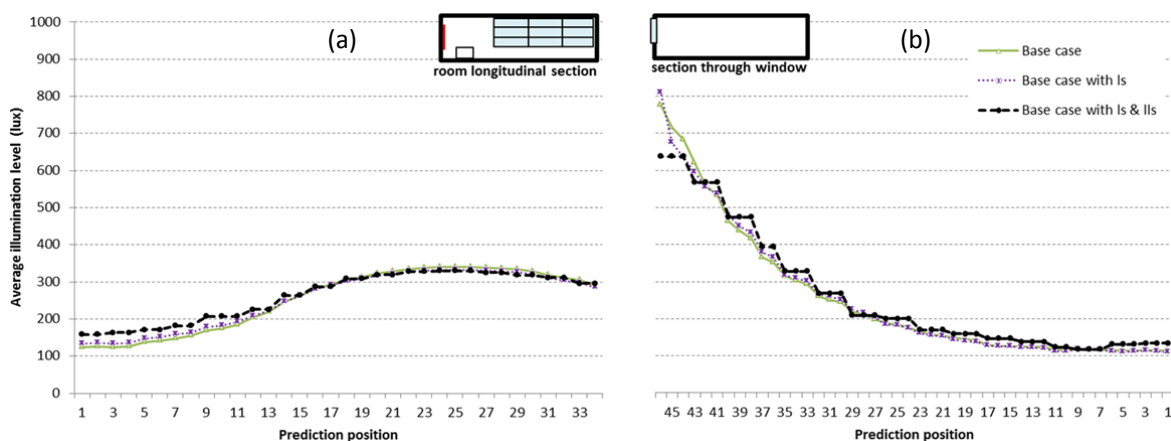 1000
900
800
700
600
500
400
300
200
100
0
Average illumination level (lux)
(a)
room longitudinal section
1 3 5 7 9 11 13 15 17 19 21 23 25 27 29 31 33
Prediction position
section through window
(b)
Base case
Base case with ls
Base case with ls & lls
45 43 41 39 37 35 33 31 29 27 25 23 21 19 17 15 13 11 9 7 5 3 1
Prediction position